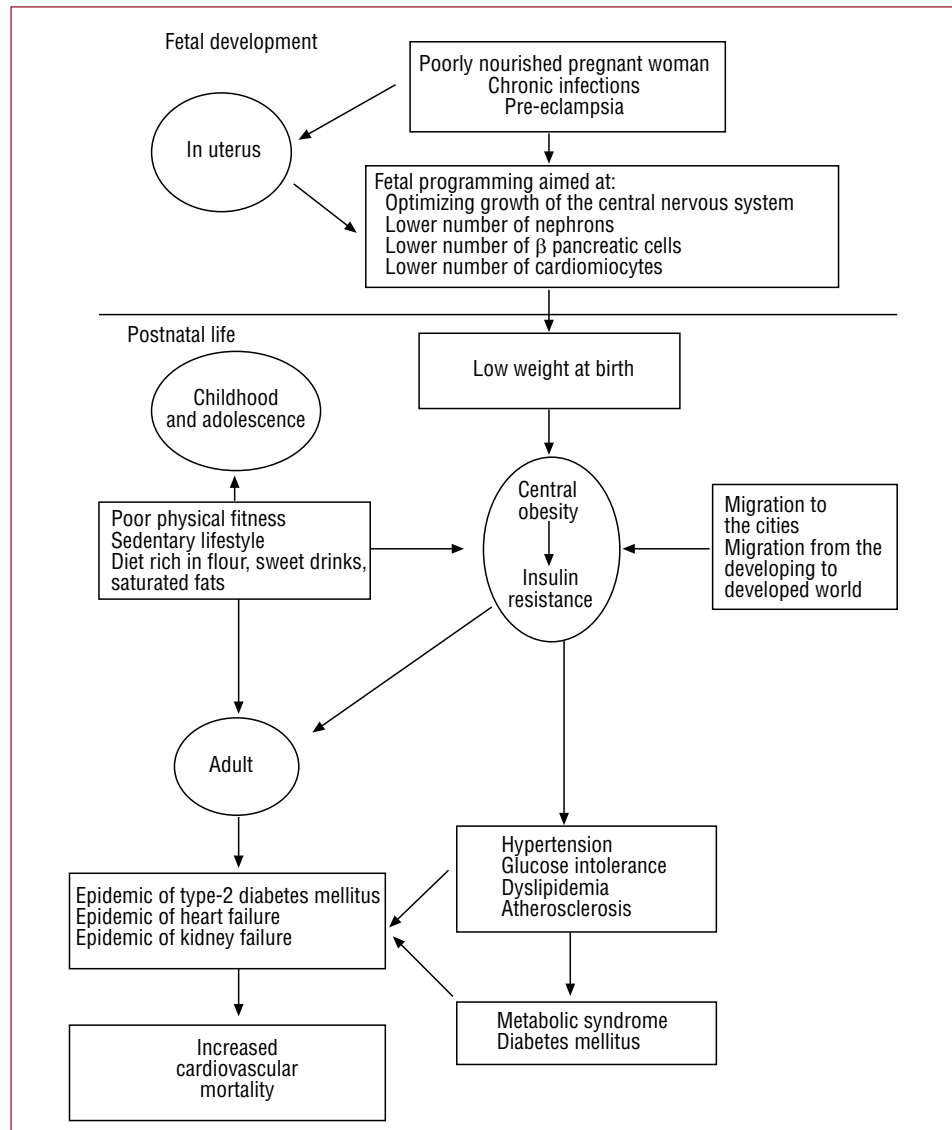 Fetal development
Poorly nourished pregnant woman
Chronic infections
Pre-eclampsia
In uterus
Fetal programming aimed at:
Optimizing growth of the central nervous system
Lower number of nephrons
Lower number of β pancreatic cells
Lower number of cardiomiocytes
Postnatal life
Low weight at birth
Childhood
and adolescence
Central
obesity
Insulin
resistance
Poor physical fitness
Sedentary lifestyle
Diet rich in flour, sweet drinks,
saturated fats
Migration to
the cities
Migration from the
developing to
developed world
Adult
Hypertension
Glucose intolerance
Dyslipidemia
Atherosclerosis
Epidemic of type-2 diabetes mellitus
Epidemic of heart failure
Epidemic of kidney failure
Metabolic syndrome
Diabetes mellitus
Increased
cardiovascular
mortality